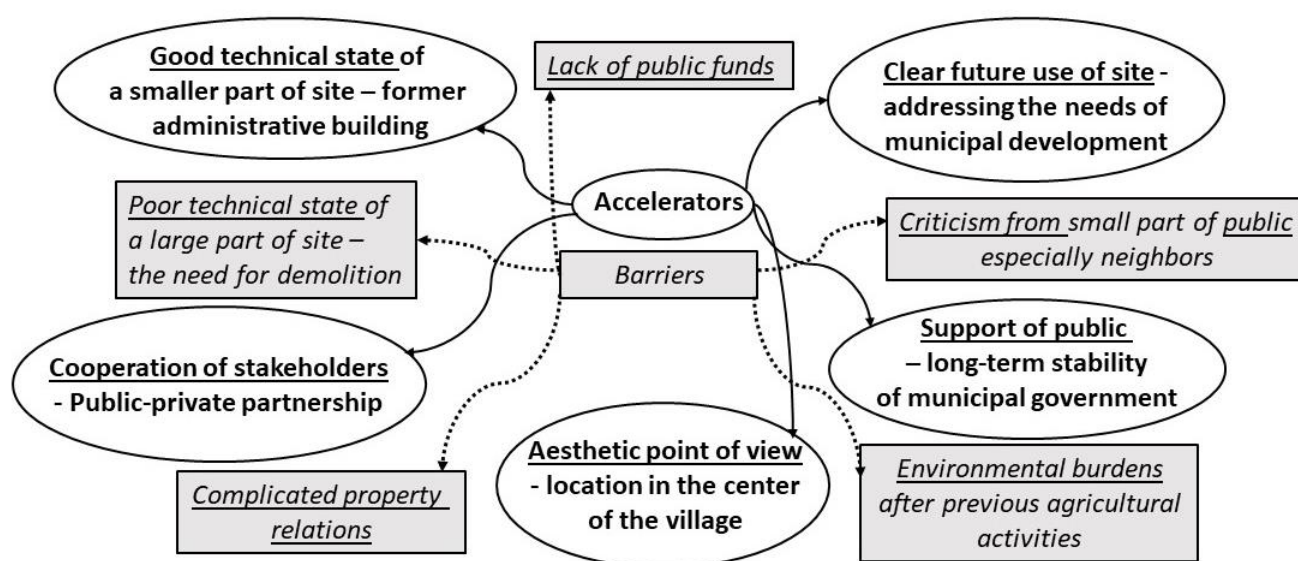 Good technical state of
a smaller part of site – former
administrative building
Lack of public funds
Clear future use of site -
addressing the needs of
municipal development
Poor technical state of
a large part of site –
the need for demolition
Accelerators
Criticism from small part of public
especially neighbors
Barriers
Cooperation of stakeholders
- Public-private partnership
Support of public
– long-term stability
of municipal government
Complicated property
relations
Aesthetic point of view
- location in the center
of the village
Environmental burdens
after previous agricultural
activities